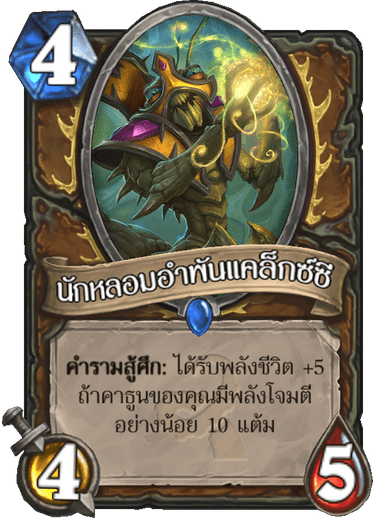 4
นักหลอมอำพันแคล็กซ์ซี
คำรามสู้ศึก: ได้รับพลังชีวิต +5
ถ้าคาธูนของคุณมีพลังโจมตี
อย่างน้อย 10 แต้ม
4
5